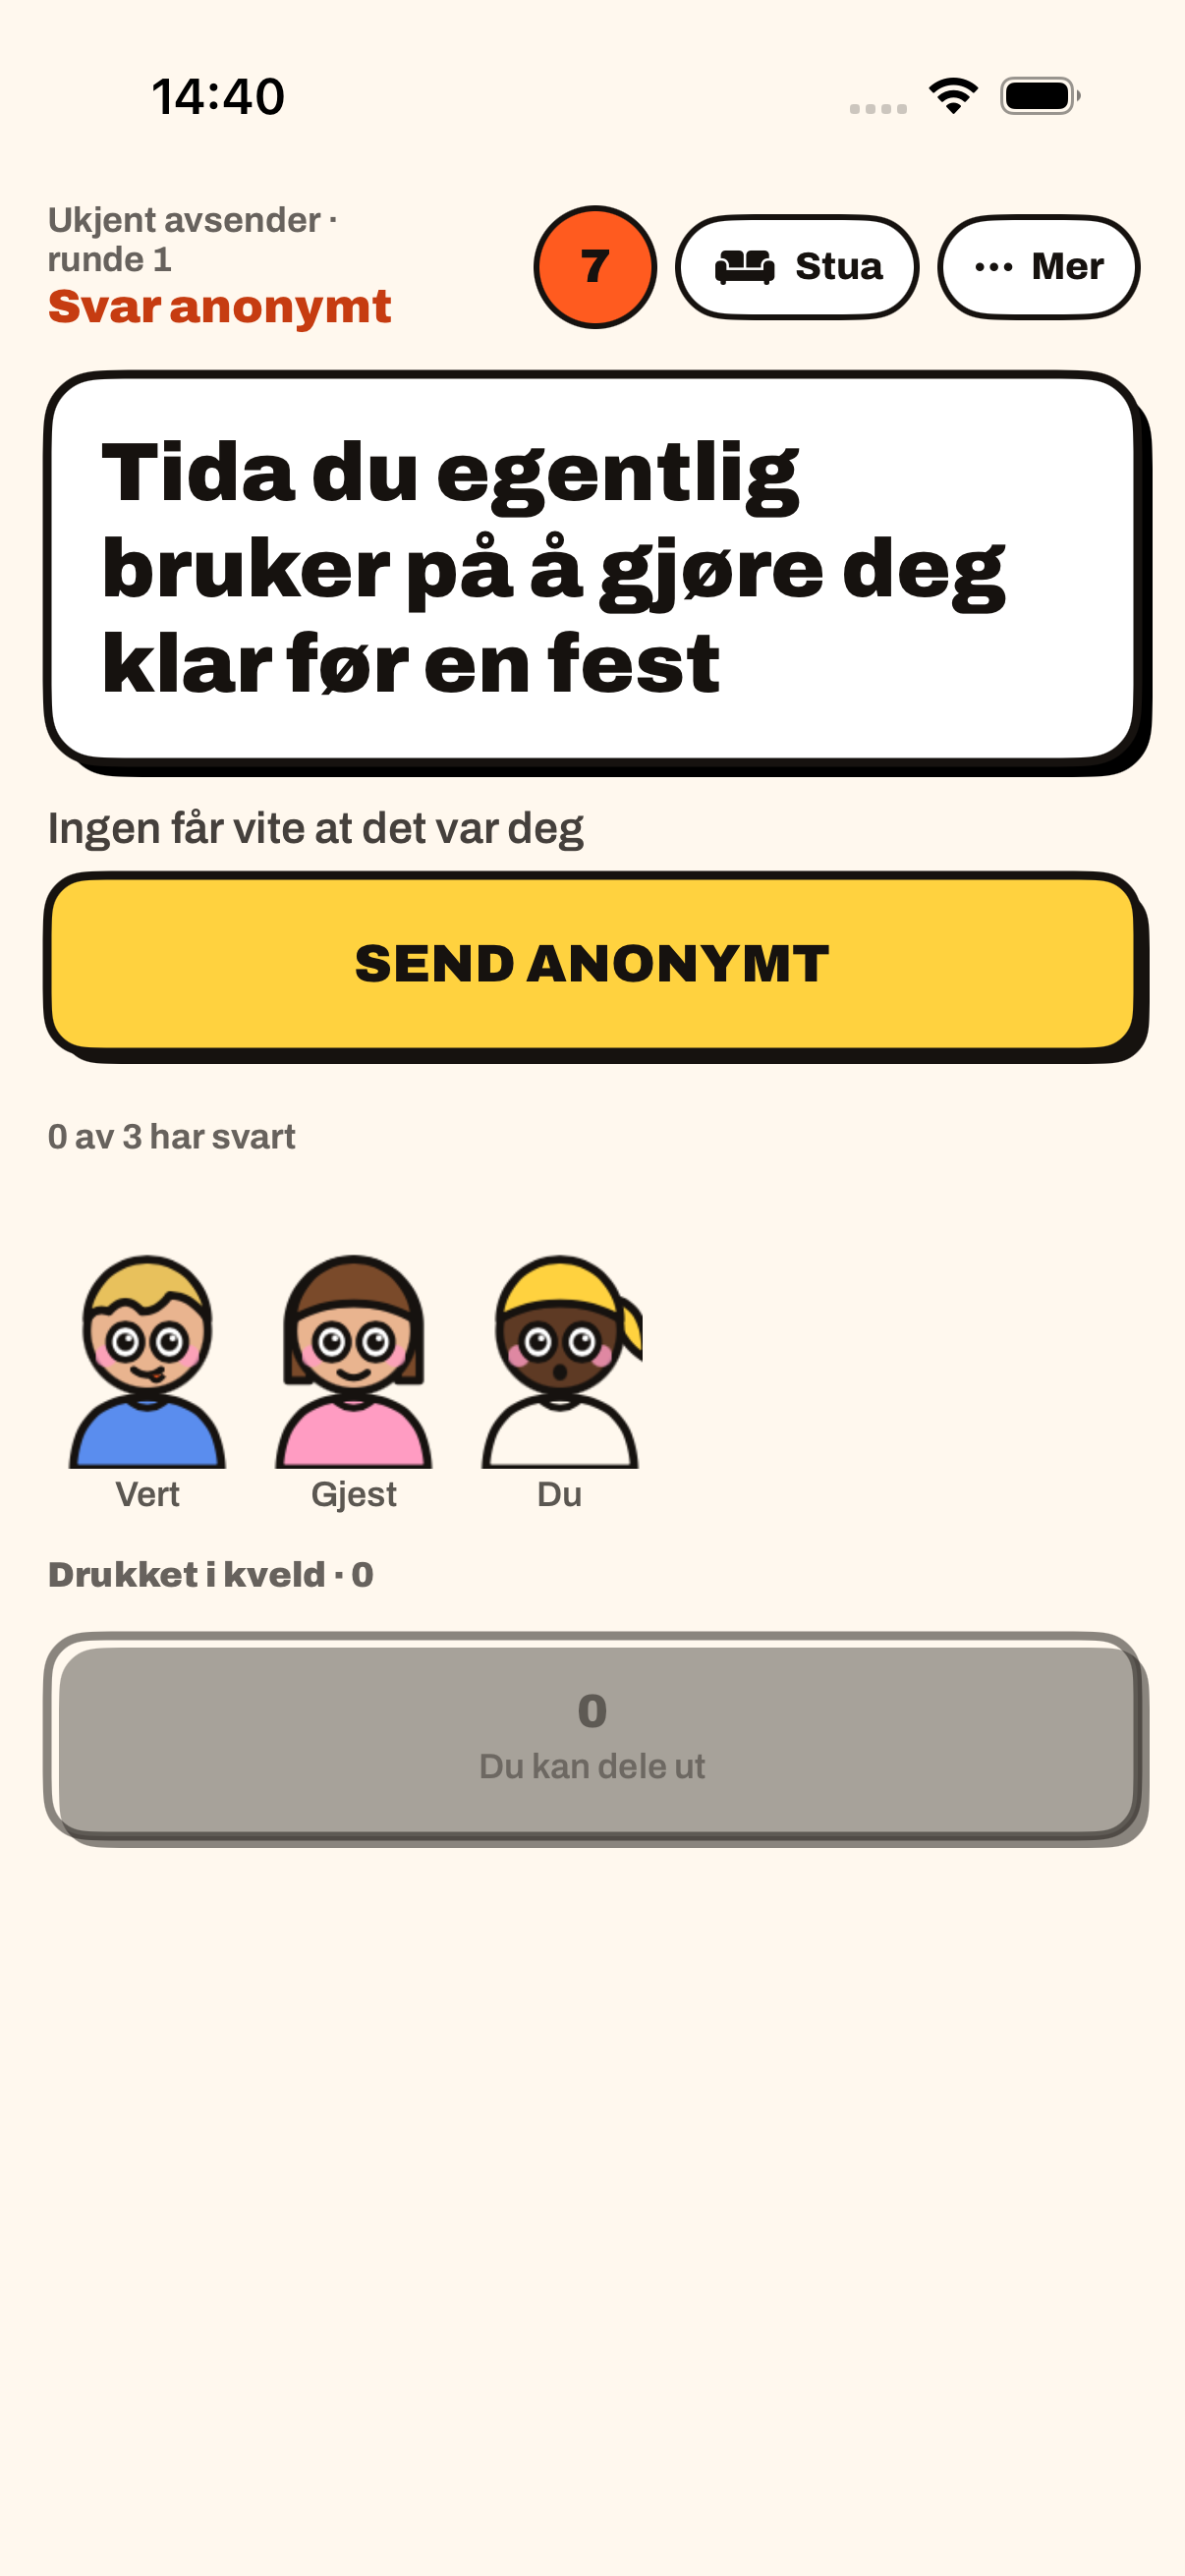 14:40
Ukjent avsender ·
runde 1
Svar anonymt
7
Stua
Mer
Tida du egentlig
bruker på å gjøre deg
klar før en fest
Ingen får vite at det var deg
SEND ANONYMT
0 av 3 har svart
Vert
Gjest
Du
Drukket i kveld · 0
0
Du kan dele ut